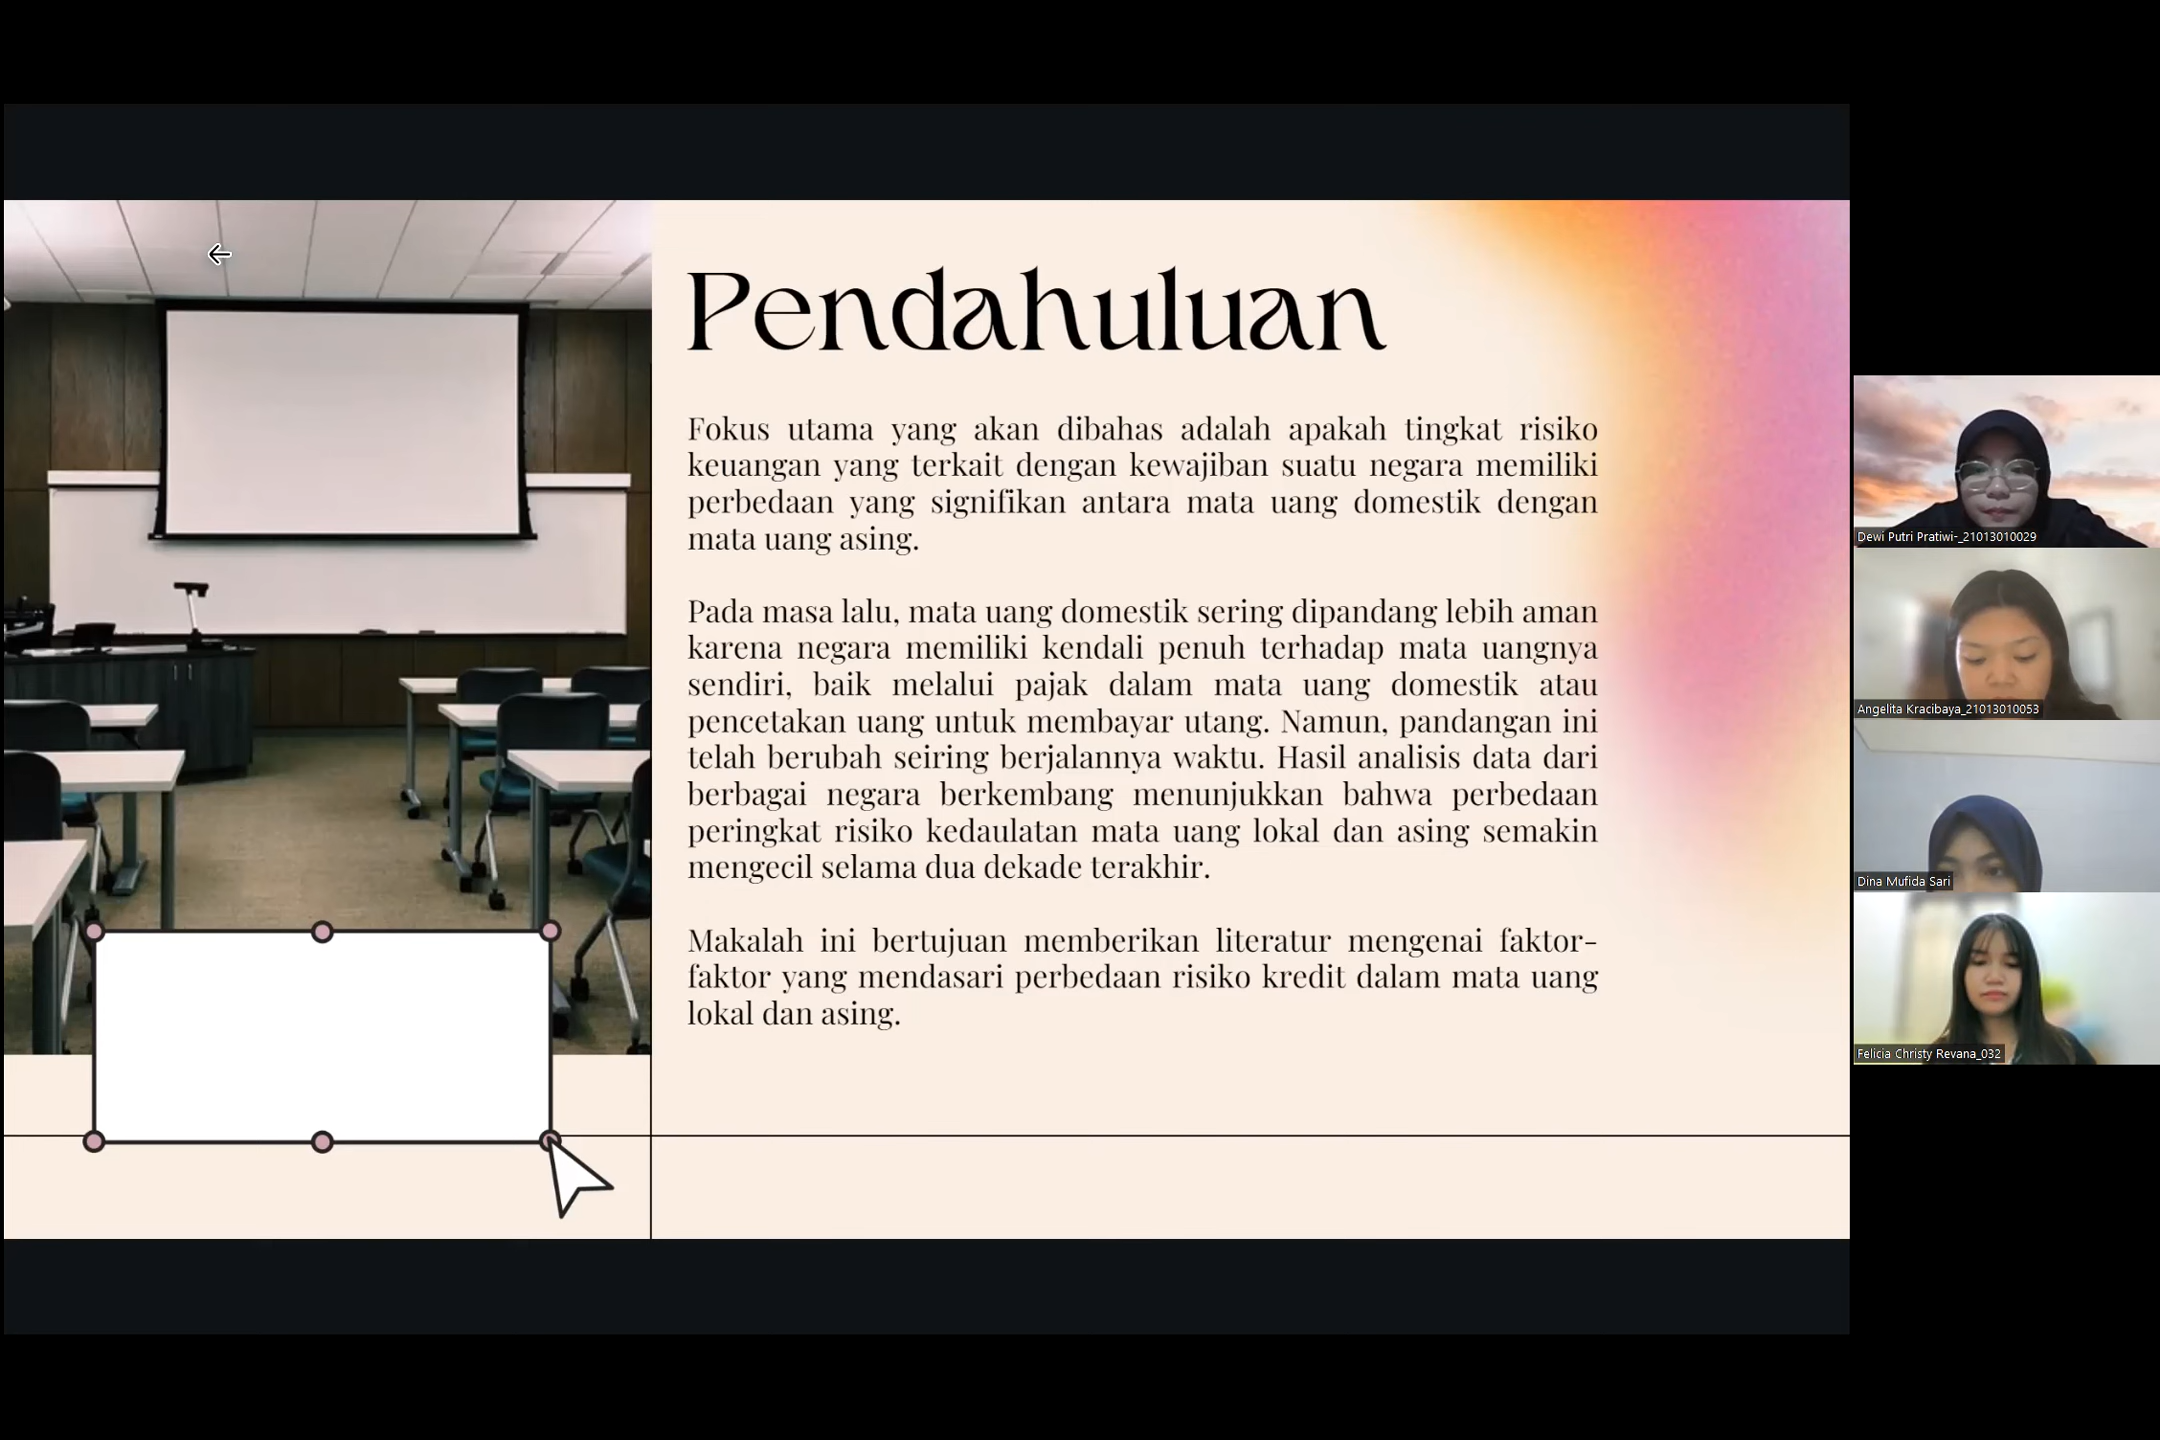 Pendahuluan
Fokus utama yang akan dibahas adalah apakah tingkat risiko
keuangan yang terkait dengan kewajiban suatu negara memiliki
perbedaan yang signifikan antara mata uang domestik dengan
mata uang asing.
Pada masa lalu, mata uang domestik sering dipandang lebih aman
karena negara memiliki kendali penuh terhadap mata uangnya
sendiri, baik melalui pajak dalam mata uang domestik atau
pencetakan uang untuk membayar utang. Namun, pandangan ini
telah berubah seiring berjalannya waktu. Hasil analisis data dari
berbagai negara berkembang menunjukkan bahwa perbedaan
peringkat risiko kedaulatan mata uang lokal dan asing semakin
mengecil selama dua dekade terakhir.
Makalah ini bertujuan memberikan literatur mengenai faktor-
faktor yang mendasari perbedaan risiko kredit dalam mata uang
lokal dan asing.
Dewi Putri Pratiwi-_21013010029
Angelita Kracibaya_21013010053
Dina Mufida Sari
Felicia Christy Revana_032